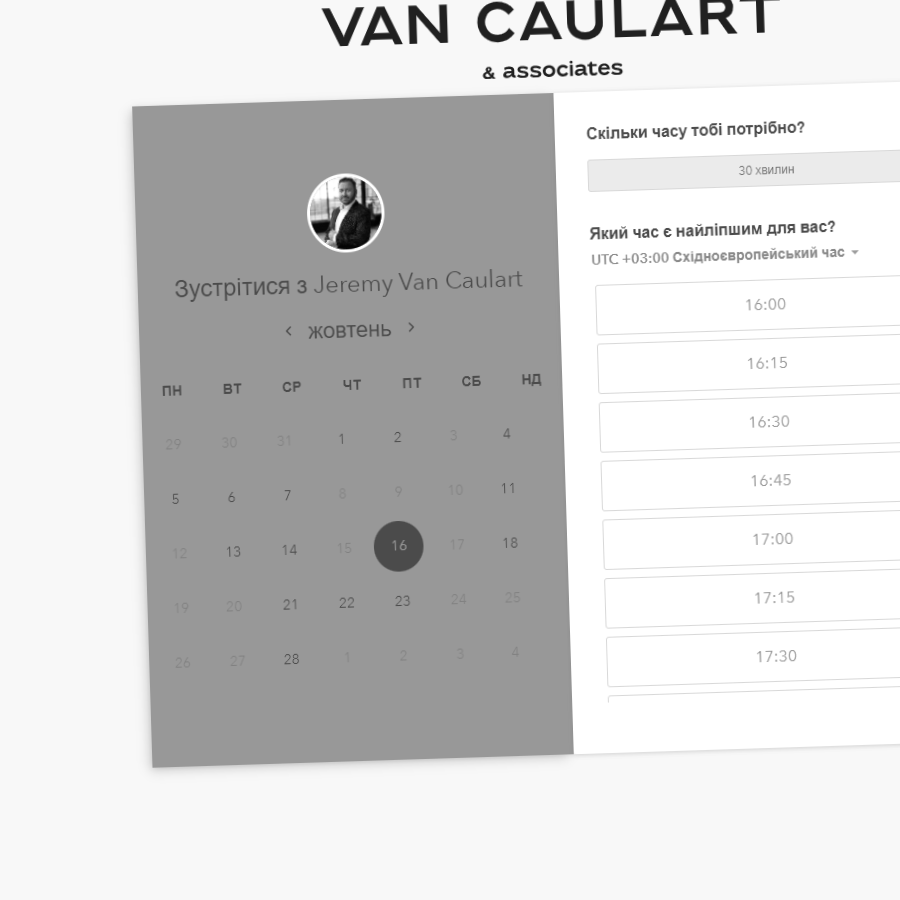 VAN CAULART
& associates
Зустрітися з Jeremy Van Caulart
жовтень
ПН ВТ СР ЧТ ПТ СБ НД
29 30 31 1 2 3 4
5 6 7 8 9 10 11
12 13 14 15 16 17 18
19 20 21 22 23 24 25
26 27 28 1 2 3 4
Скільки часу тобі потрібно?
30 хвилин
Який час є найліпшим для вас?
UTC +03:00 Східноєвропейський час
16:00
16:15
16:30
16:45
17:00
17:15
17:30